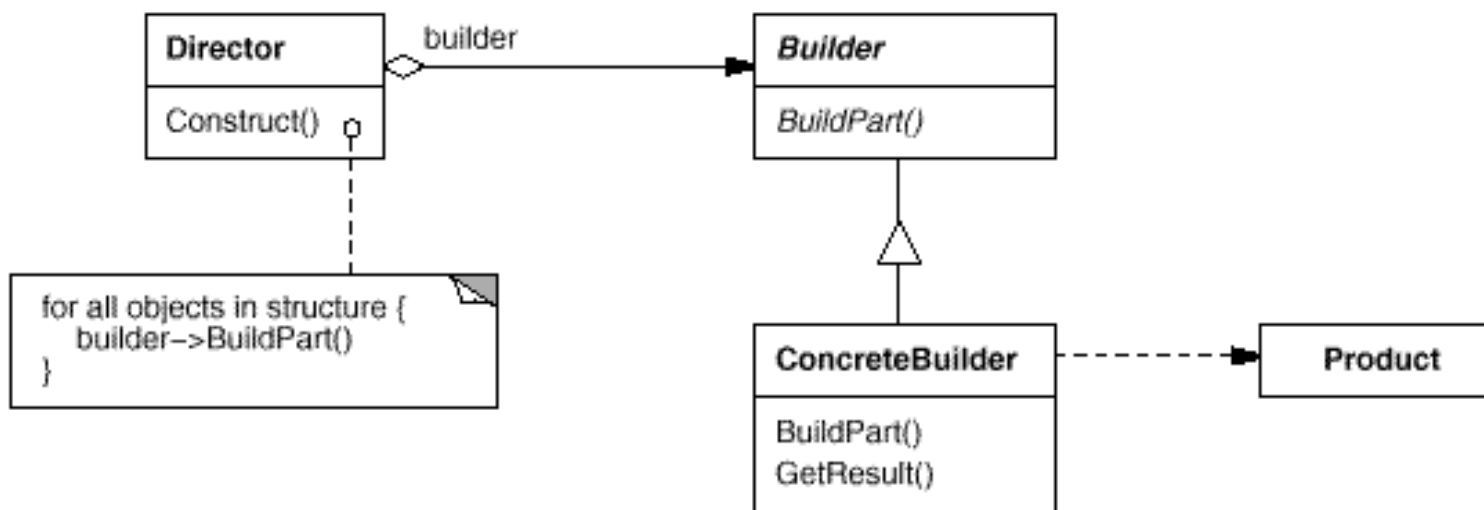 Director
builder
Builder
Construct()
BuildPart()
for all objects in structure {
builder–>BuildPart()
}
ConcreteBuilder
Product
BuildPart()
GetResult()